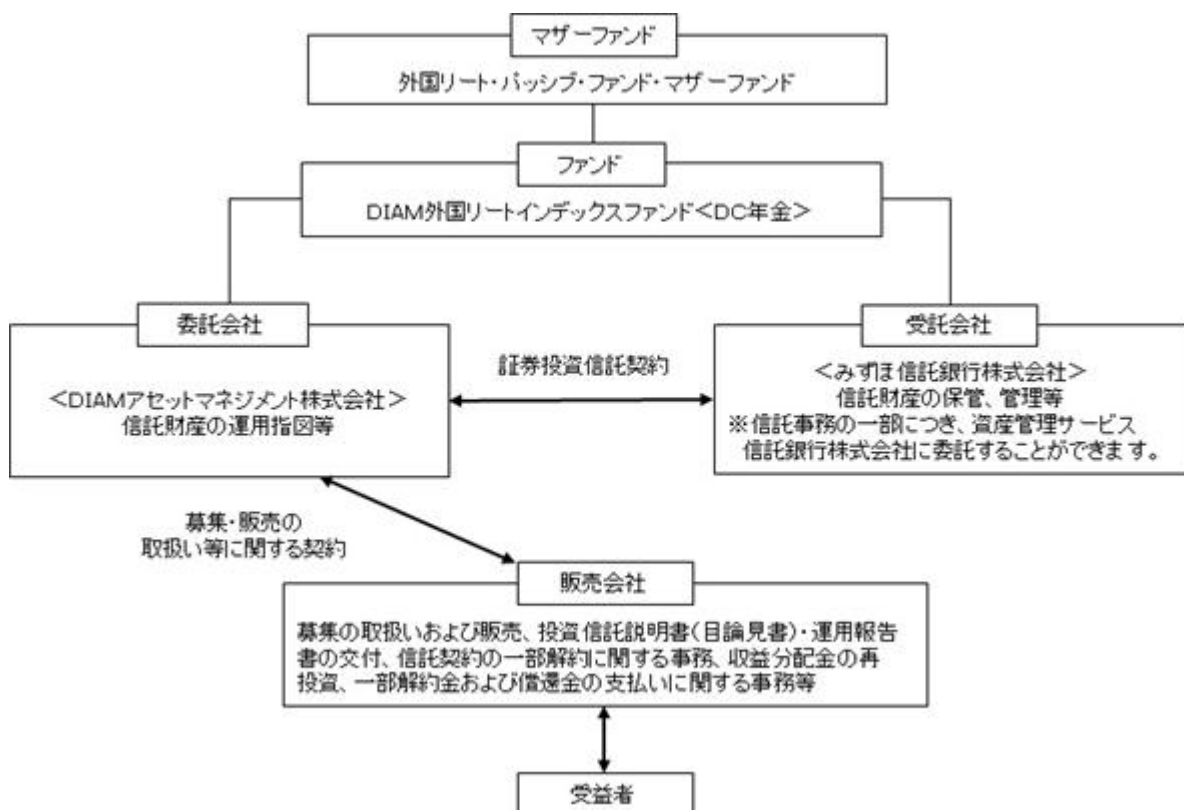 マザーファンド
外国リート・パッシブ・ファンド・マザーファンド
ファンド
DIAM外国リートインデックスファンド<DC年金>
委託会社
<DIAMアセットマネジメント株式会社>
信託財産の運用指図等
証券投資信託契約
受託会社
<みずほ信託銀行株式会社>
信託財産の保管、管理等
※信託事務の一部につき、資産管理サービス
信託銀行株式会社に委託することができます。
募集・販売の
取扱い等に関する契約
販売会社
募集の取扱いおよび販売、投資信託説明書(目論見書)・運用報告
書の交付、信託契約の一部解約に関する事務、収益分配金の再
投資、一部解約金および償還金の支払いに関する事務等
受益者